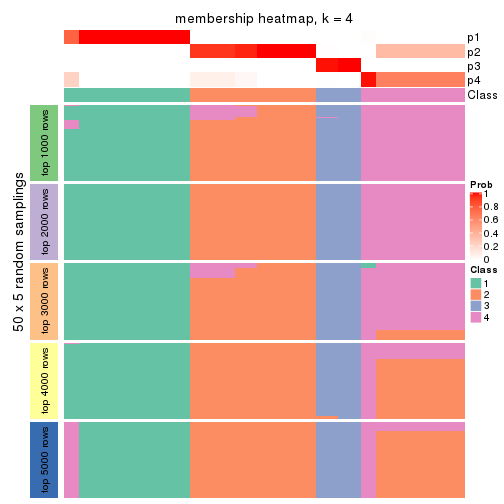 membership heatmap, k = 4
p1
p2
p3
p4
Class
50 x 5 random samplings
top 1000 rows
top 2000 rows
top 3000 rows
top 4000 rows
top 5000 rows
Prob
1
0.8
0.6
0.4
0.2
0
Class
1
2
3
4